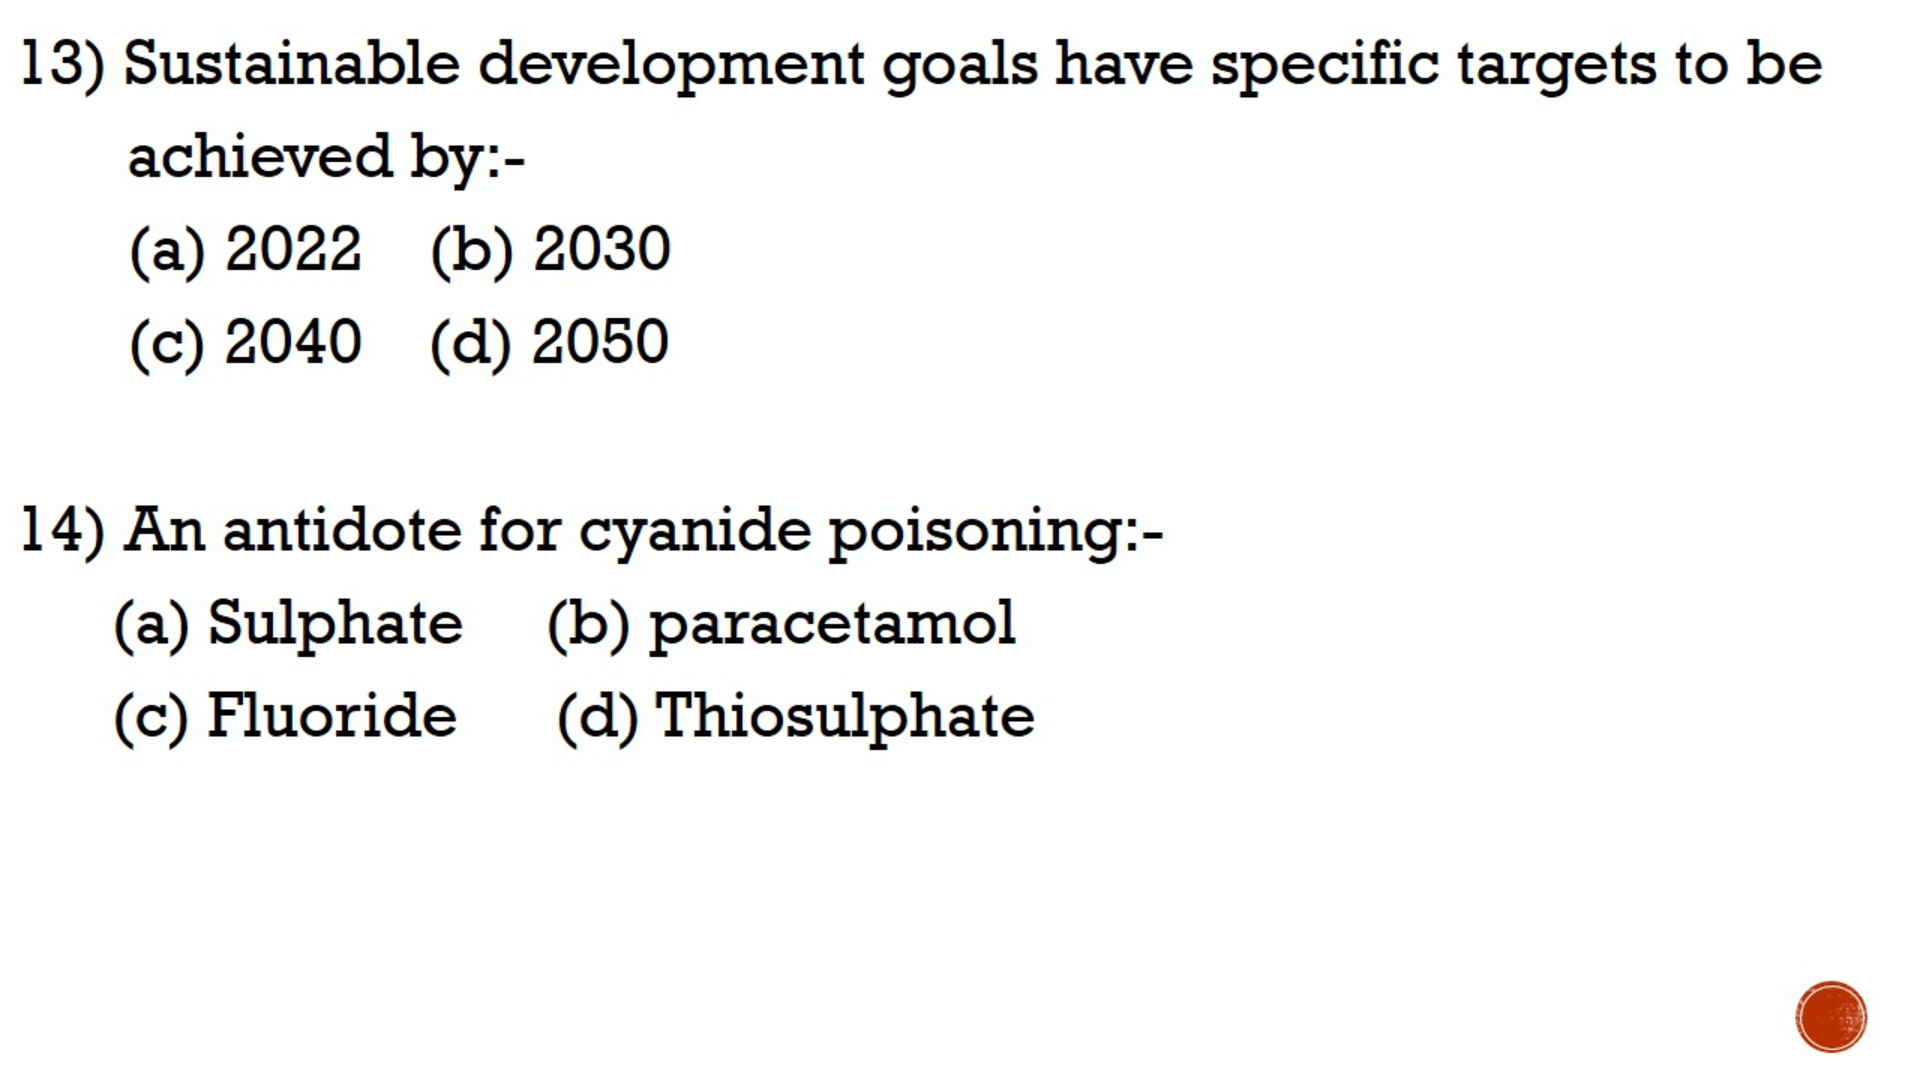 13) Sustainable development goals have specific targets to be
achieved by:-
(a) 2022 (b) 2030
(c) 2040 (d) 2050
14) An antidote for cyanide poisoning:-
(a) Sulphate (b) paracetamol
(c) Fluoride (d) Thiosulphate